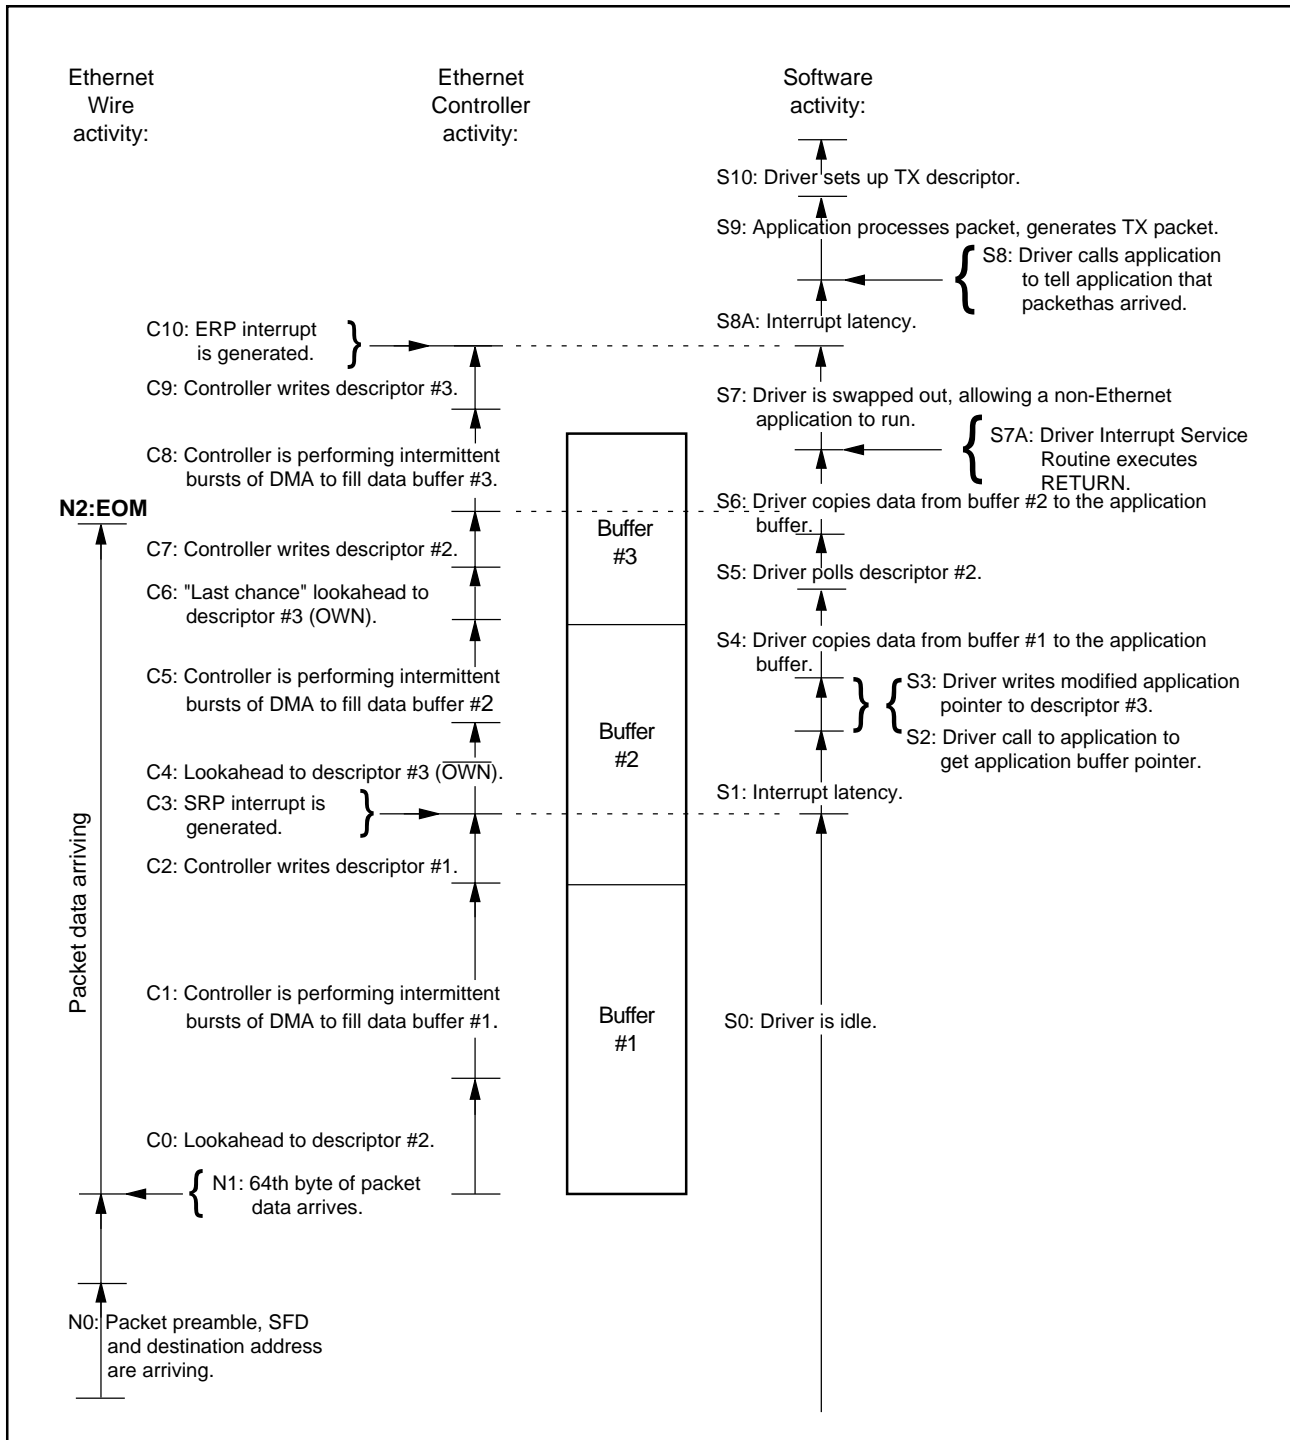 Ethernet
Wire
activity:
Ethernet
Controller
activity:
Software
activity:
S10: Driver sets up TX descriptor.
S9: Application processes packet, generates TX packet.
S8: Driver calls application
to tell application that
packethas arrived.
S8A: Interrupt latency.
C10: ERP interrupt
is generated.
C9: Controller writes descriptor #3.
S7: Driver is swapped out, allowing a non-Ethernet
application to run.
S7A: Driver Interrupt Service
Routine executes
RETURN.
C8: Controller is performing intermittent
bursts of DMA to fill data buffer #3.
N2:EOM
S6: Driver copies data from buffer #2 to the application
buffer.
Buffer
#3
C7: Controller writes descriptor #2.
S5: Driver polls descriptor #2.
C6: "Last chance" lookahead to
descriptor #3 (OWN).
S4: Driver copies data from buffer #1 to the application
buffer.
C5: Controller is performing intermittent
bursts of DMA to fill data buffer #2
S3: Driver writes modified application
pointer to descriptor #3.
Buffer
#2
S2: Driver call to application to
get application buffer pointer.
C4: Lookahead to descriptor #3 (O̅W̅N̅).
S1: Interrupt latency.
C3: SRP interrupt is
generated.
C2: Controller writes descriptor #1.
Packet data arriving
C1: Controller is performing intermittent
bursts of DMA to fill data buffer #1.
Buffer
#1
S0: Driver is idle.
C0: Lookahead to descriptor #2.
N1: 64th byte of packet
data arrives.
N0: Packet preamble, SFD
and destination address
are arriving.